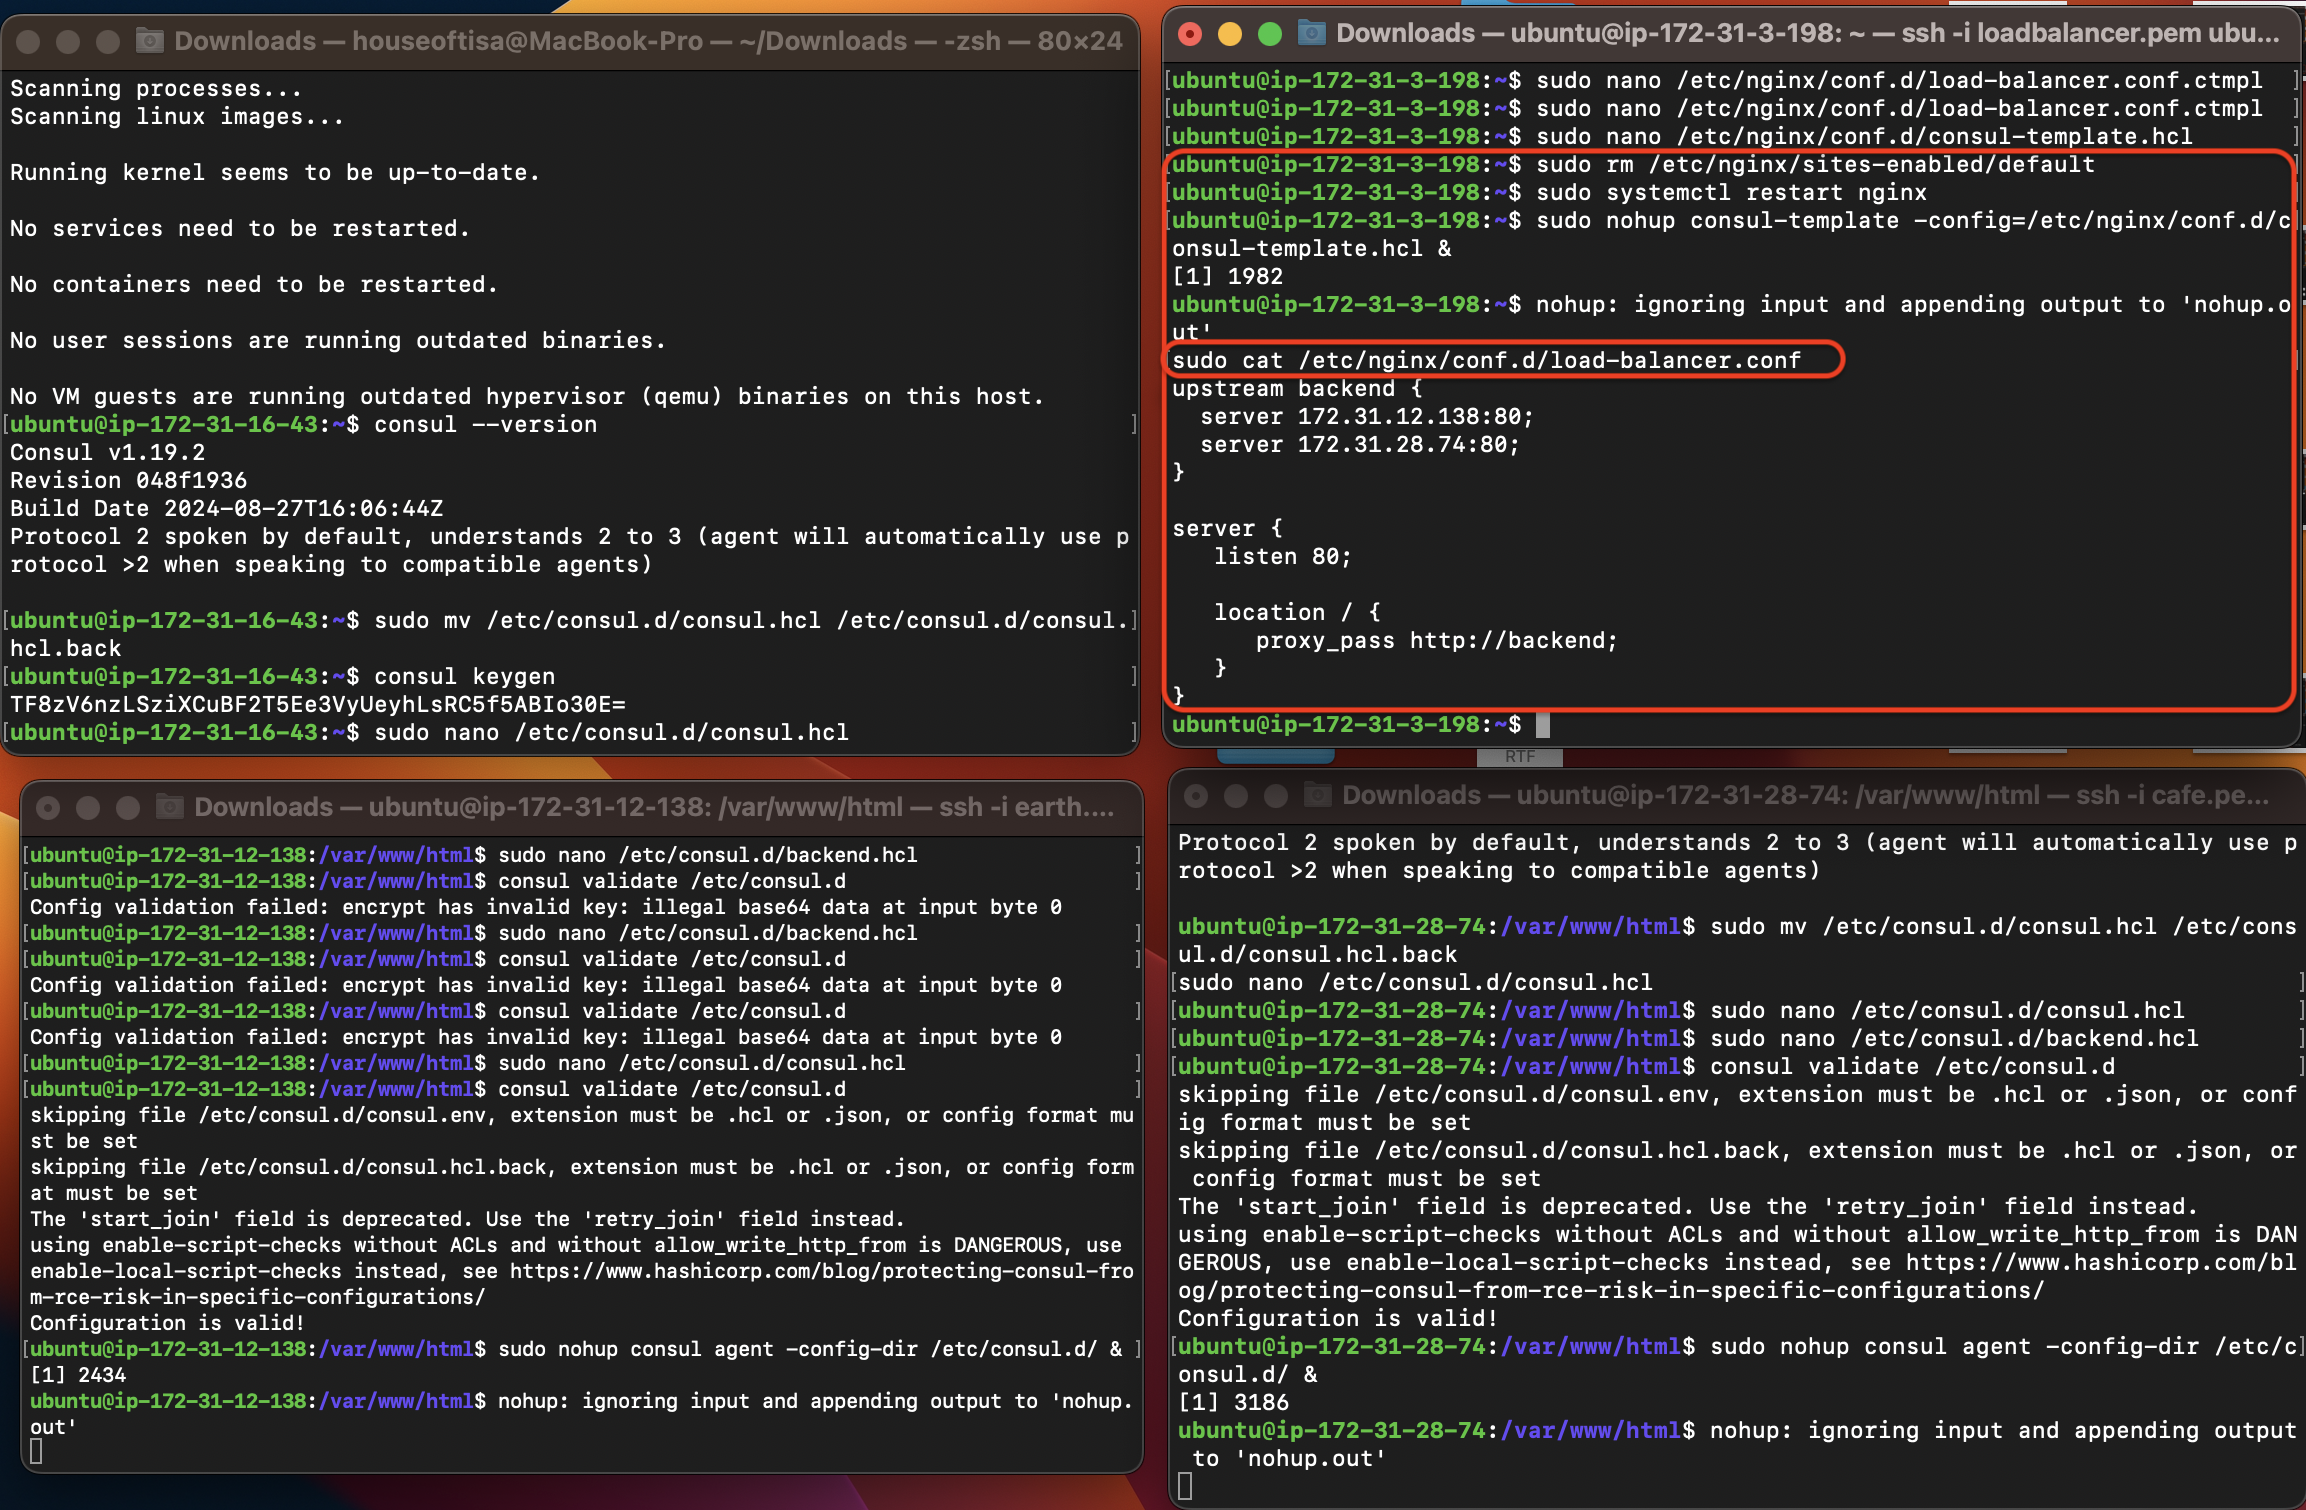 Downloads — houseoftisa@MacBook-Pro — ~/Downloads — -zsh — 80×24
Scanning processes...
Scanning linux images...
Running kernel seems to be up-to-date.
No services need to be restarted.
No containers need to be restarted.
No user sessions are running outdated binaries.
No VM guests are running outdated hypervisor (qemu) binaries on this host.
[ubuntu@ip-172-31-16-43:~$ consul --version ]
Consul v1.19.2
Revision 048f1936
Build Date 2024-08-27T16:06:44Z
Protocol 2 spoken by default, understands 2 to 3 (agent will automatically use p
rotocol >2 when speaking to compatible agents)
[ubuntu@ip-172-31-16-43:~$ sudo mv /etc/consul.d/consul.hcl /etc/consul.d/consul.]
hcl.back
[ubuntu@ip-172-31-16-43:~$ consul keygen ]
TF8zV6nzLSziXCuBF2T5Ee3VyUeyhLsRC5f5ABIo30E=
[ubuntu@ip-172-31-16-43:~$ sudo nano /etc/consul.d/consul.hcl ]
Downloads — ubuntu@ip-172-31-3-198: ~ — ssh -i loadbalancer.pem ubu...
[ubuntu@ip-172-31-3-198:~$ sudo nano /etc/nginx/conf.d/load-balancer.conf.ctmpl ]
[ubuntu@ip-172-31-3-198:~$ sudo nano /etc/nginx/conf.d/load-balancer.conf.ctmpl ]
[ubuntu@ip-172-31-3-198:~$ sudo nano /etc/nginx/conf.d/consul-template.hcl ]
[ubuntu@ip-172-31-3-198:~$ sudo rm /etc/nginx/sites-enabled/default
[ubuntu@ip-172-31-3-198:~$ sudo systemctl restart nginx
[ubuntu@ip-172-31-3-198:~$ sudo nohup consul-template -config=/etc/nginx/conf.d/c
onsul-template.hcl &
[1] 1982
ubuntu@ip-172-31-3-198:~$ nohup: ignoring input and appending output to 'nohup.o
ut'
sudo cat /etc/nginx/conf.d/load-balancer.conf
upstream backend {
server 172.31.12.138:80;
server 172.31.28.74:80;
}
server {
listen 80;
location / {
proxy_pass http://backend;
}
}
ubuntu@ip-172-31-3-198:~$
RTF
Downloads — ubuntu@ip-172-31-12-138: /var/www/html — ssh -i earth....
[ubuntu@ip-172-31-12-138:/var/www/html$ sudo nano /etc/consul.d/backend.hcl ]
[ubuntu@ip-172-31-12-138:/var/www/html$ consul validate /etc/consul.d ]
Config validation failed: encrypt has invalid key: illegal base64 data at input byte 0
[ubuntu@ip-172-31-12-138:/var/www/html$ sudo nano /etc/consul.d/backend.hcl ]
[ubuntu@ip-172-31-12-138:/var/www/html$ consul validate /etc/consul.d ]
Config validation failed: encrypt has invalid key: illegal base64 data at input byte 0
[ubuntu@ip-172-31-12-138:/var/www/html$ consul validate /etc/consul.d ]
Config validation failed: encrypt has invalid key: illegal base64 data at input byte 0
[ubuntu@ip-172-31-12-138:/var/www/html$ sudo nano /etc/consul.d/consul.hcl ]
[ubuntu@ip-172-31-12-138:/var/www/html$ consul validate /etc/consul.d ]
skipping file /etc/consul.d/consul.env, extension must be .hcl or .json, or config format mu
st be set
skipping file /etc/consul.d/consul.hcl.back, extension must be .hcl or .json, or config form
at must be set
The 'start_join' field is deprecated. Use the 'retry_join' field instead.
using enable-script-checks without ACLs and without allow_write_http_from is DANGEROUS, use
enable-local-script-checks instead, see https://www.hashicorp.com/blog/protecting-consul-fro
m-rce-risk-in-specific-configurations/
Configuration is valid!
[ubuntu@ip-172-31-12-138:/var/www/html$ sudo nohup consul agent -config-dir /etc/consul.d/ & ]
[1] 2434
ubuntu@ip-172-31-12-138:/var/www/html$ nohup: ignoring input and appending output to 'nohup.
out'
Downloads — ubuntu@ip-172-31-28-74: /var/www/html — ssh -i cafe.pe...
Protocol 2 spoken by default, understands 2 to 3 (agent will automatically use p
rotocol >2 when speaking to compatible agents)
ubuntu@ip-172-31-28-74:/var/www/html$ sudo mv /etc/consul.d/consul.hcl /etc/cons
ul.d/consul.hcl.back
[sudo nano /etc/consul.d/consul.hcl ]
[ubuntu@ip-172-31-28-74:/var/www/html$ sudo nano /etc/consul.d/consul.hcl ]
[ubuntu@ip-172-31-28-74:/var/www/html$ sudo nano /etc/consul.d/backend.hcl ]
[ubuntu@ip-172-31-28-74:/var/www/html$ consul validate /etc/consul.d ]
skipping file /etc/consul.d/consul.env, extension must be .hcl or .json, or conf
ig format must be set
skipping file /etc/consul.d/consul.hcl.back, extension must be .hcl or .json, or
config format must be set
The 'start_join' field is deprecated. Use the 'retry_join' field instead.
using enable-script-checks without ACLs and without allow_write_http_from is DAN
GEROUS, use enable-local-script-checks instead, see https://www.hashicorp.com/bl
og/protecting-consul-from-rce-risk-in-specific-configurations/
Configuration is valid!
[ubuntu@ip-172-31-28-74:/var/www/html$ sudo nohup consul agent -config-dir /etc/c]
onsul.d/ &
[1] 3186
ubuntu@ip-172-31-28-74:/var/www/html$ nohup: ignoring input and appending output
to 'nohup.out'